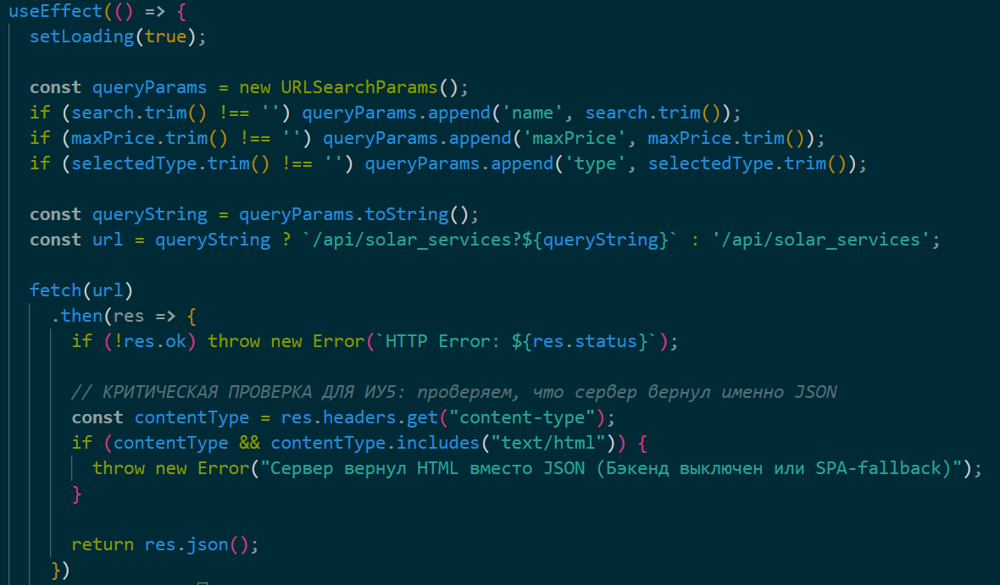 useEffect(() => {
  setLoading(true);

  const queryParams = new URLSearchParams();
  if (search.trim() !== '') queryParams.append('name', search.trim());
  if (maxPrice.trim() !== '') queryParams.append('maxPrice', maxPrice.trim());
  if (selectedType.trim() !== '') queryParams.append('type', selectedType.trim());

  const queryString = queryParams.toString();
  const url = queryString ? `/api/solar_services?${queryString}` : '/api/solar_services';

  fetch(url)
    .then(res => {
      if (!res.ok) throw new Error(`HTTP Error: ${res.status}`);

      // КРИТИЧЕСКАЯ ПРОВЕРКА ДЛЯ ИУ5: проверяем, что сервер вернул именно JSON
      const contentType = res.headers.get("content-type");
      if (contentType && contentType.includes("text/html")) {
        throw new Error("Сервер вернул HTML вместо JSON (Бэкенд выключен или SPA-fallback)");
      }

      return res.json();
    })